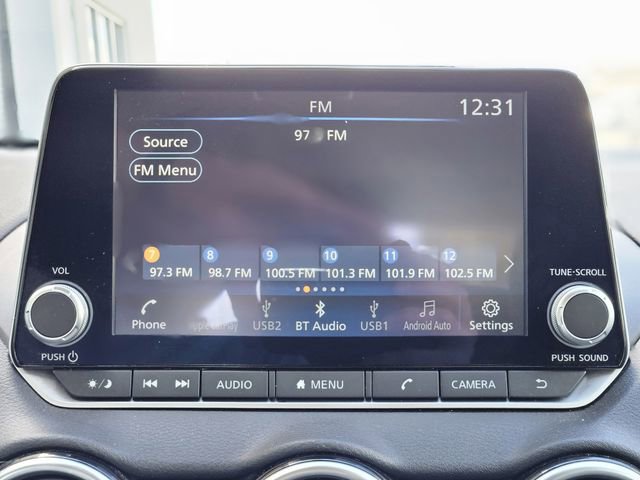 FM
12:31
97 FM
Source
FM Menu
7 8 9 10 11 12
97.3 FM 98.7 FM 100.5 FM 101.3 FM 101.9 FM 102.5 FM
Phone Apple CarPlay USB2 BT Audio USB1 Android Auto Settings
VOL
PUSH
TUNE·SCROLL
PUSH SOUND
AUDIO MENU CAMERA